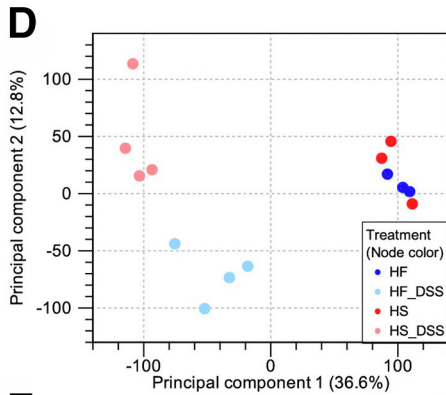 D
Principal component 2 (12.8%)
100
50
0
-50
-100
Treatment
(Node color)
HF
HF_DSS
HS
HS_DSS
-100
0
100
Principal component 1 (36.6%)